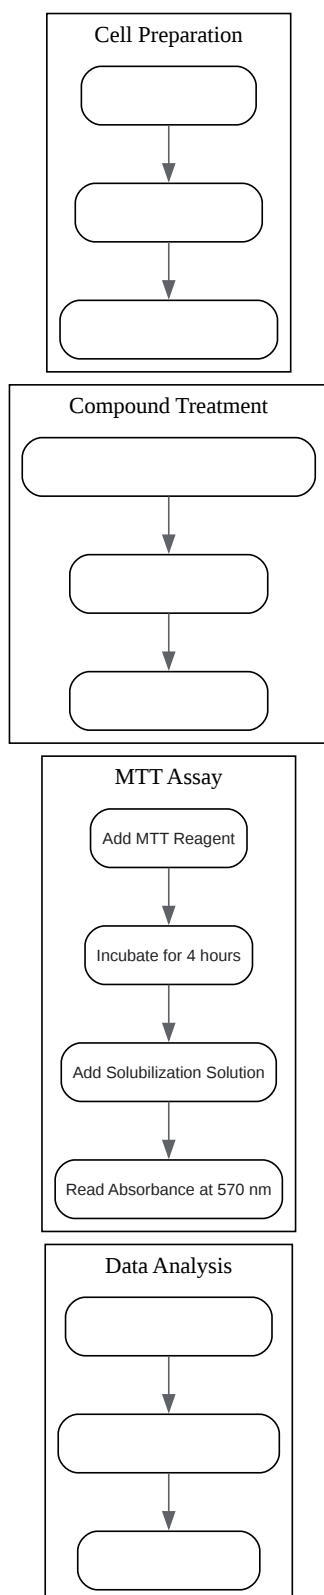 Cell Preparation
Compound Treatment
MTT Assay
Add MTT Reagent
Incubate for 4 hours
Add Solubilization Solution
Read Absorbance at 570 nm
Data Analysis